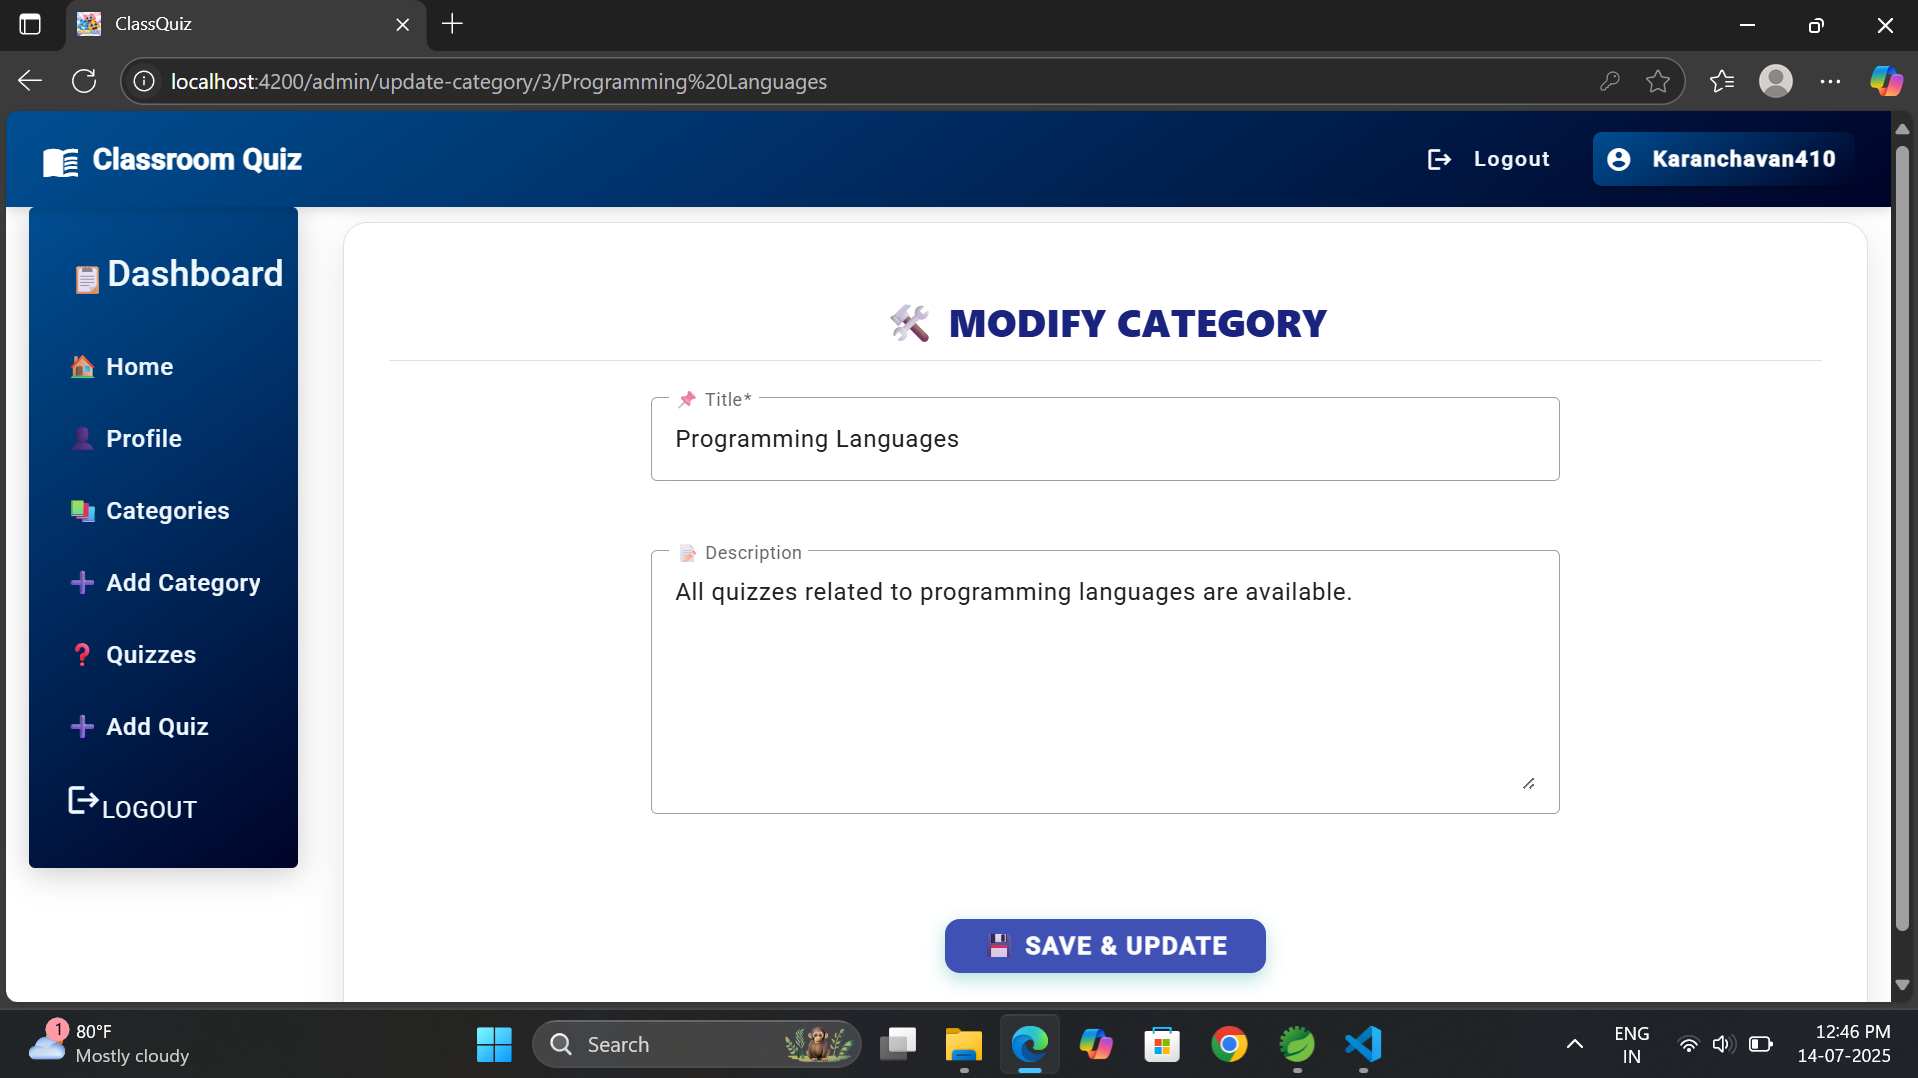 ClassQuiz
localhost:4200/admin/update-category/3/Programming%20Languages
Classroom Quiz
Logout
Karanchavan410
Dashboard
Home
Profile
Categories
Add Category
Quizzes
Add Quiz
LOGOUT
MODIFY CATEGORY
Title*
Programming Languages
Description
All quizzes related to programming languages are available.
SAVE & UPDATE
1
80°F
Mostly cloudy
Search
ENG
IN
12:46 PM
14-07-2025